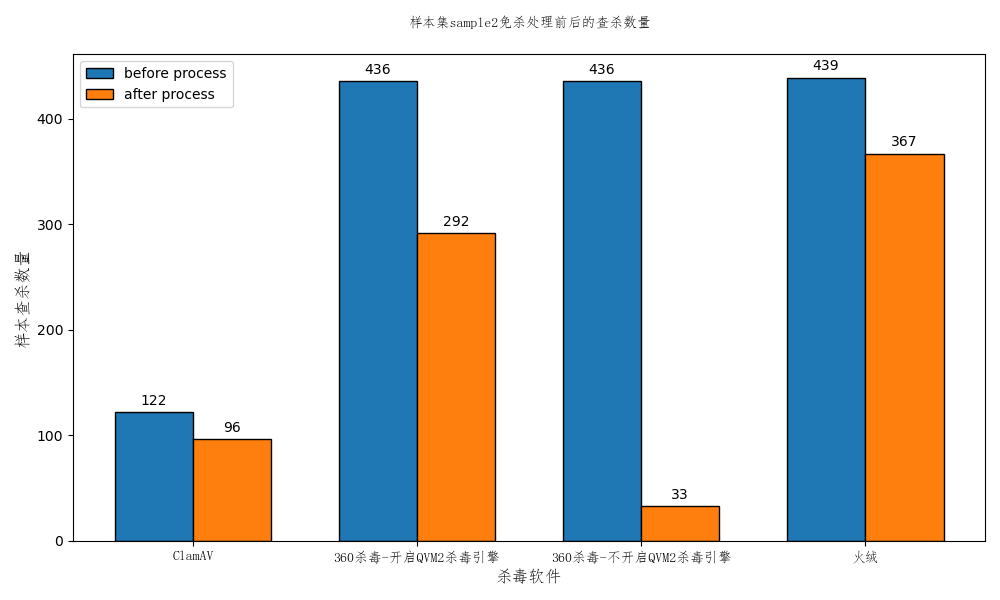 样本集sample2免杀处理前后的查杀数量
before process
after process
样本查杀数量
400
300
200
100
0
122
96
436
292
436
33
439
367
ClamAV
360杀毒-开启QVM2杀毒引擎
360杀毒-不开启QVM2杀毒引擎
火绒
杀毒软件